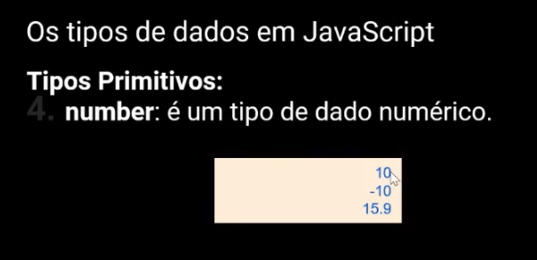 Os tipos de dados em JavaScript
Tipos Primitivos:
4. number: é um tipo de dado numérico.
10
-10
15.9